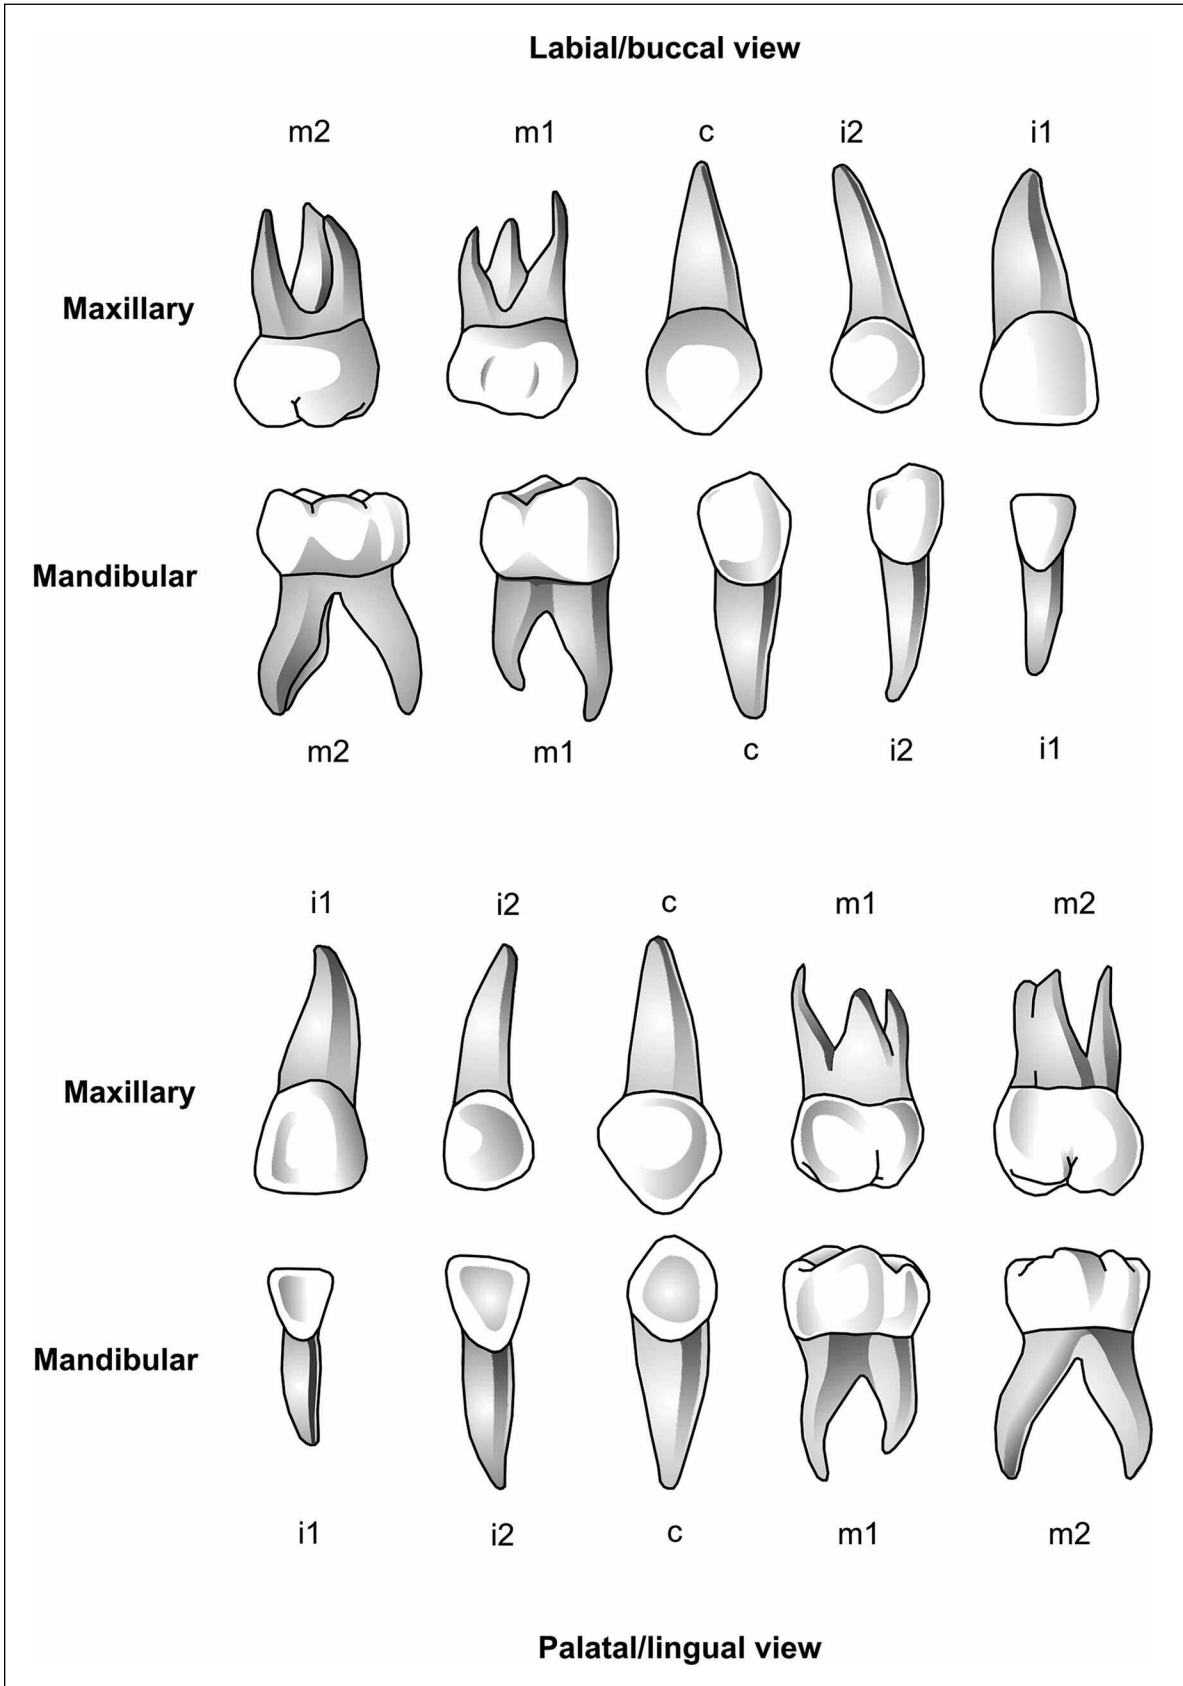 Labial/buccal view
m2 m1 c i2 i1
Maxillary
Mandibular
m2 m1 c i2 i1
i1 i2 c m1 m2
Maxillary
Mandibular
i1 i2 c m1 m2
Palatal/lingual view